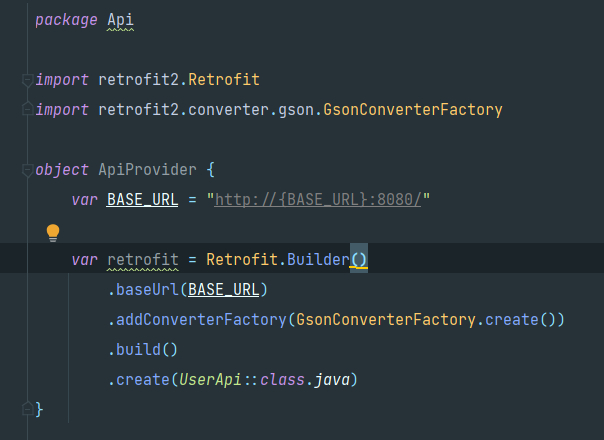 package Api
import retrofit2.Retrofit
import retrofit2.converter.gson.GsonConverterFactory
object ApiProvider {
var BASE_URL = "http://{BASE_URL}:8080/"
var retrofit = Retrofit.Builder()
.baseUrl(BASE_URL)
.addConverterFactory(GsonConverterFactory.create())
.build()
.create(UserApi::class.java)
}